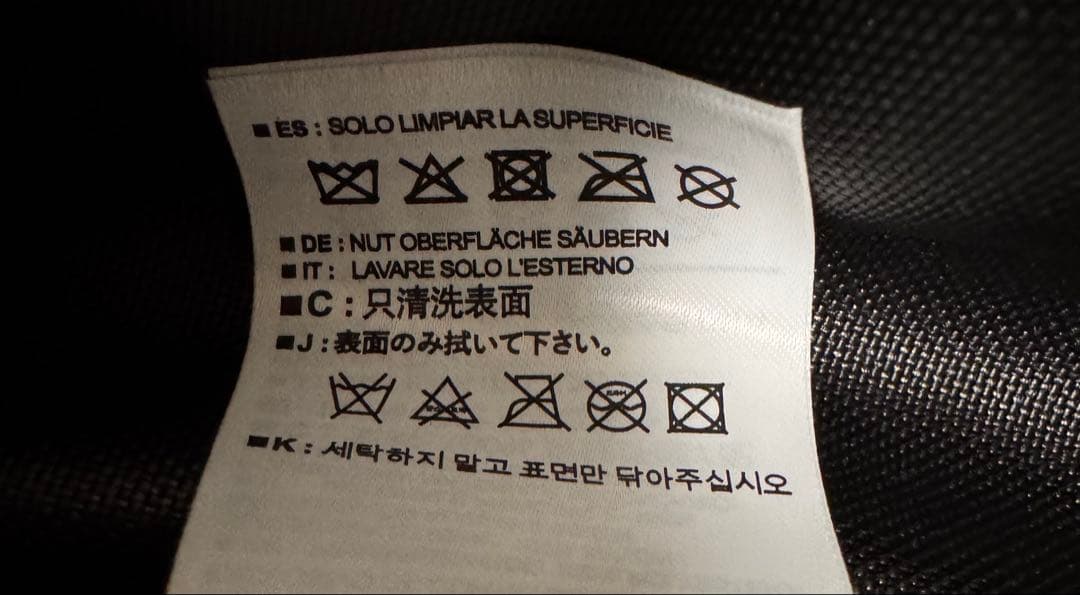 ■ ES : SOLO LIMPIAR LA SUPERFICIE
■ DE : NUT OBERFLÄCHE SÄUBERN
■ IT : LAVARE SOLO L'ESTERNO
■ C : 只清洗表面
■ J : 表面のみ拭いて下さい。
■ K : 세탁하지 말고 표면만 닦아주십시오